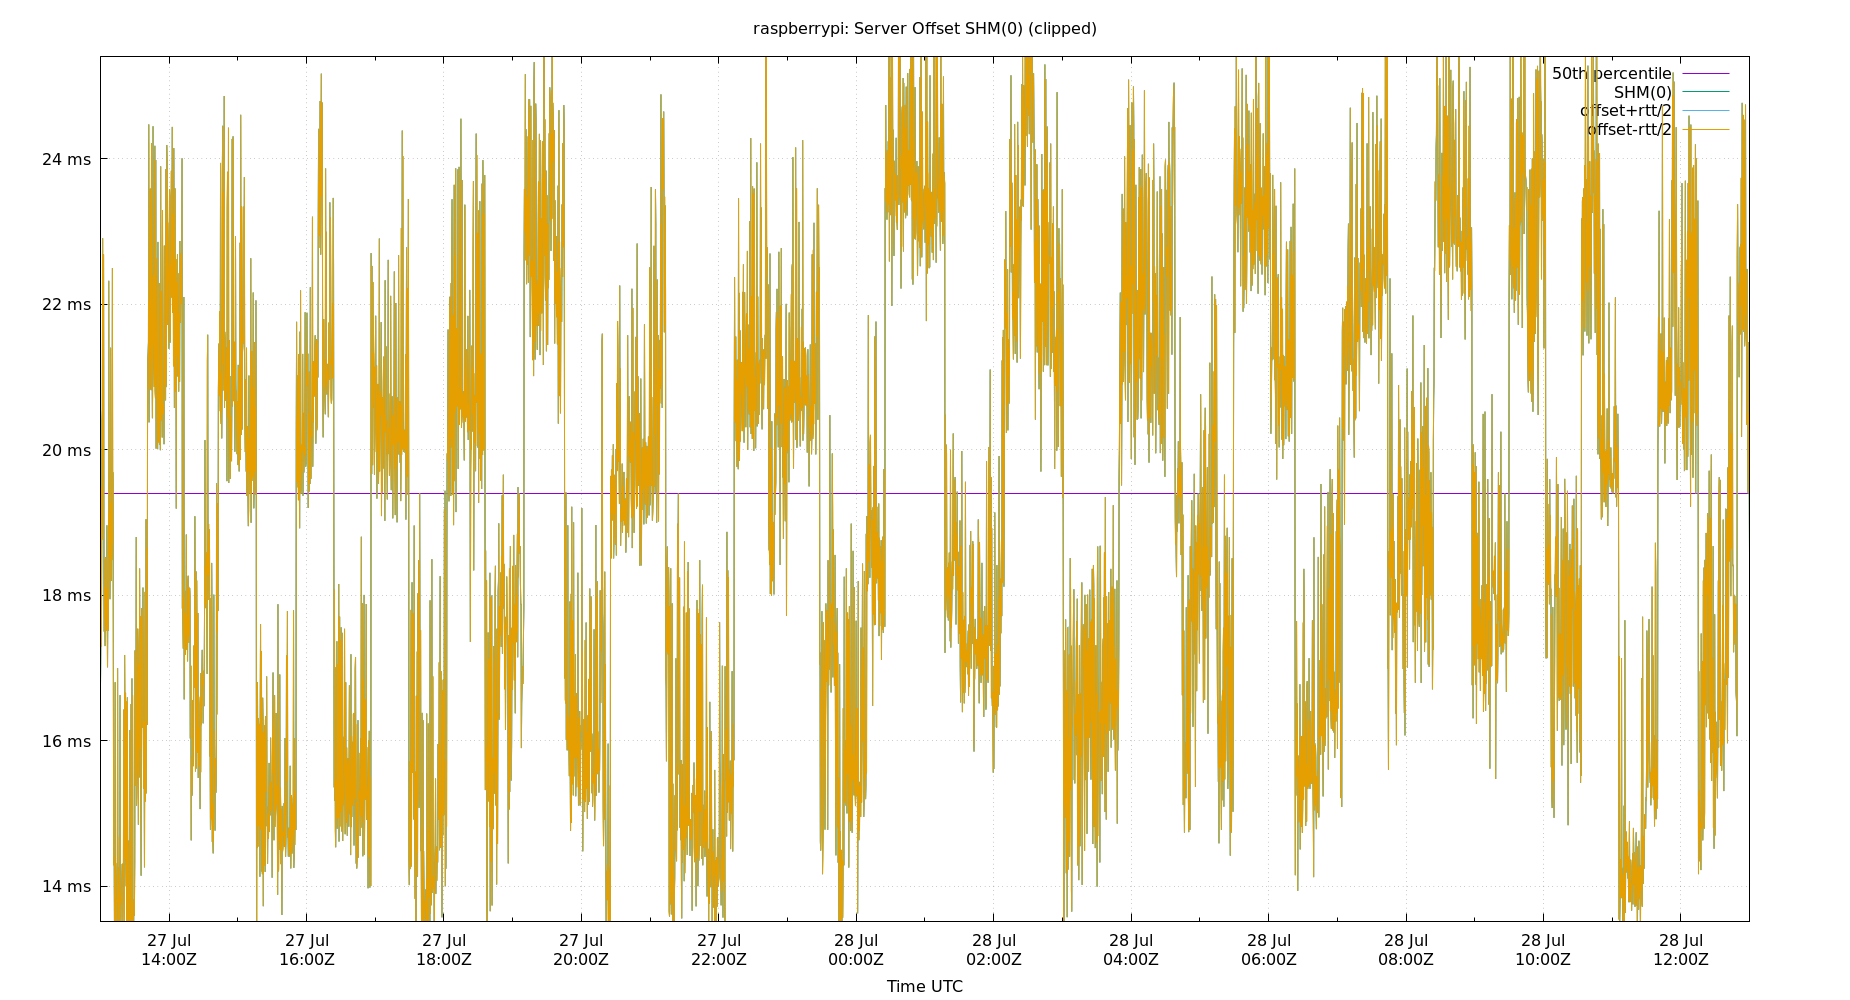 raspberrypi: Server Offset SHM(0) (clipped)
50th percentile
SHM(0)
offset+rtt/2
offset-rtt/2
24 ms
22 ms
20 ms
18 ms
16 ms
14 ms
27 Jul 27 Jul 27 Jul 27 Jul 27 Jul 28 Jul 28 Jul 28 Jul 28 Jul 28 Jul 28 Jul 28 Jul
14:00Z 16:00Z 18:00Z 20:00Z 22:00Z 00:00Z 02:00Z 04:00Z 06:00Z 08:00Z 10:00Z 12:00Z
Time UTC